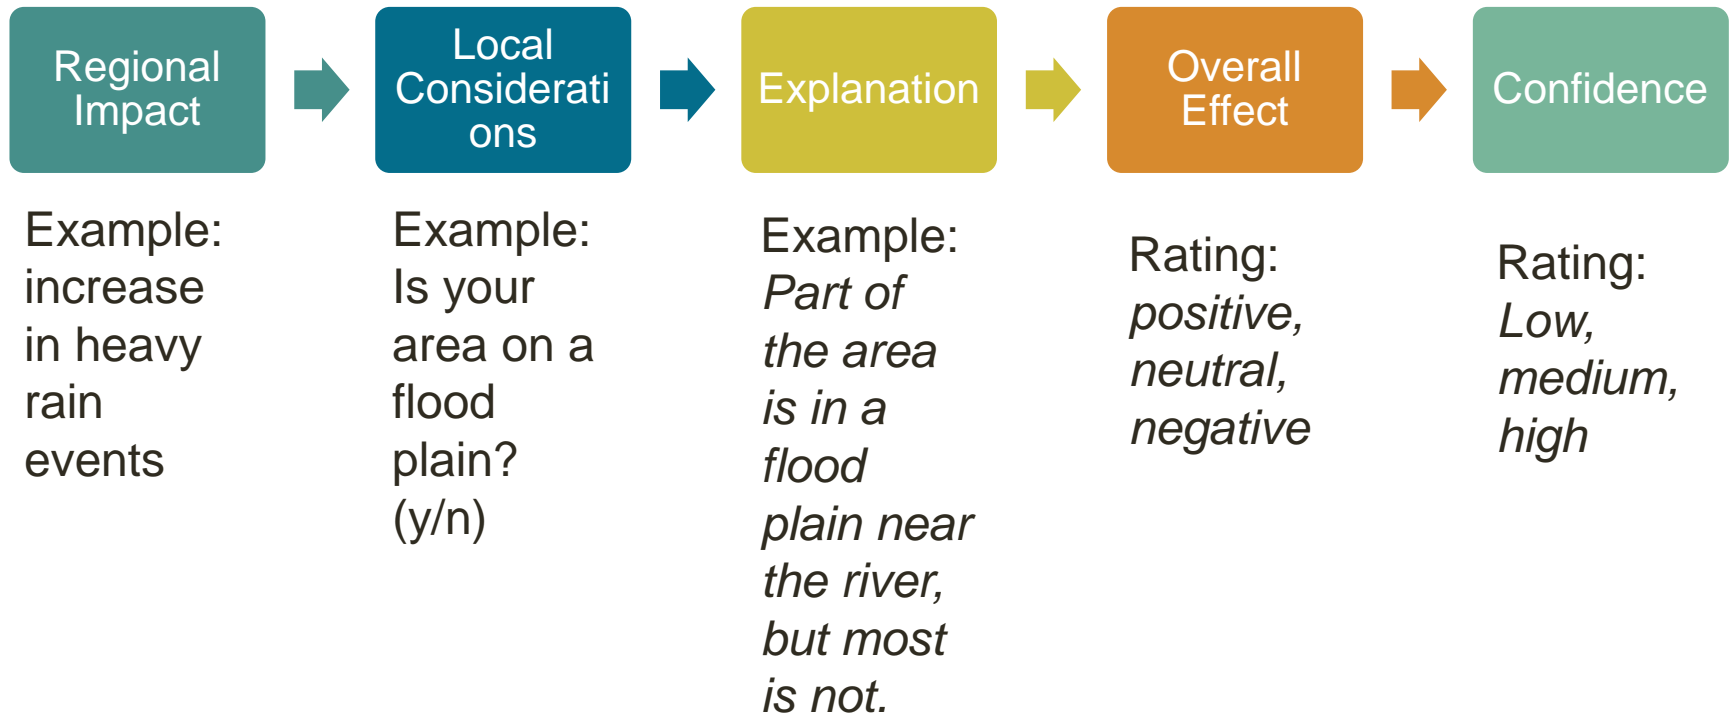 Regional
Impact
Local
Considerati
ons
Explanation
Overall
Effect
Confidence
Example:
increase
in heavy
rain
events
Example:
Is your
area on a
flood
plain?
(y/n)
Example:
Part of
the area
is in a
flood
plain near
the river,
but most
is not.
Rating:
positive,
neutral,
negative
Rating:
Low,
medium,
high